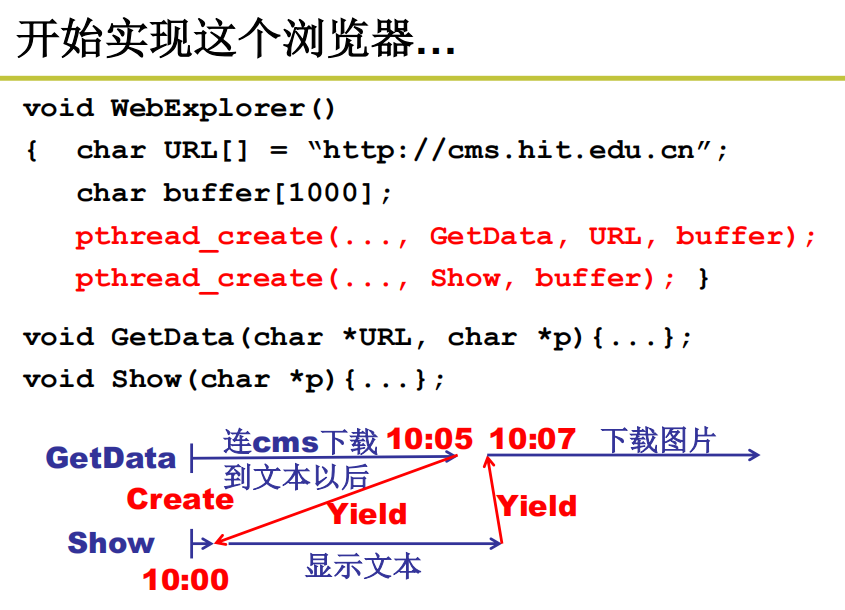 开始实现这个浏览器...
void WebExplorer()
{  char URL[] = “http://cms.hit.edu.cn”;
char buffer[1000];
pthread_create(..., GetData, URL, buffer);
pthread_create(..., Show, buffer); }
void GetData(char *URL, char *p){...};
void Show(char *p){...};
连cms下载 10:05 10:07 下载图片
GetData
到文本以后
Create
Yield
Yield
Show
显示文本
10:00